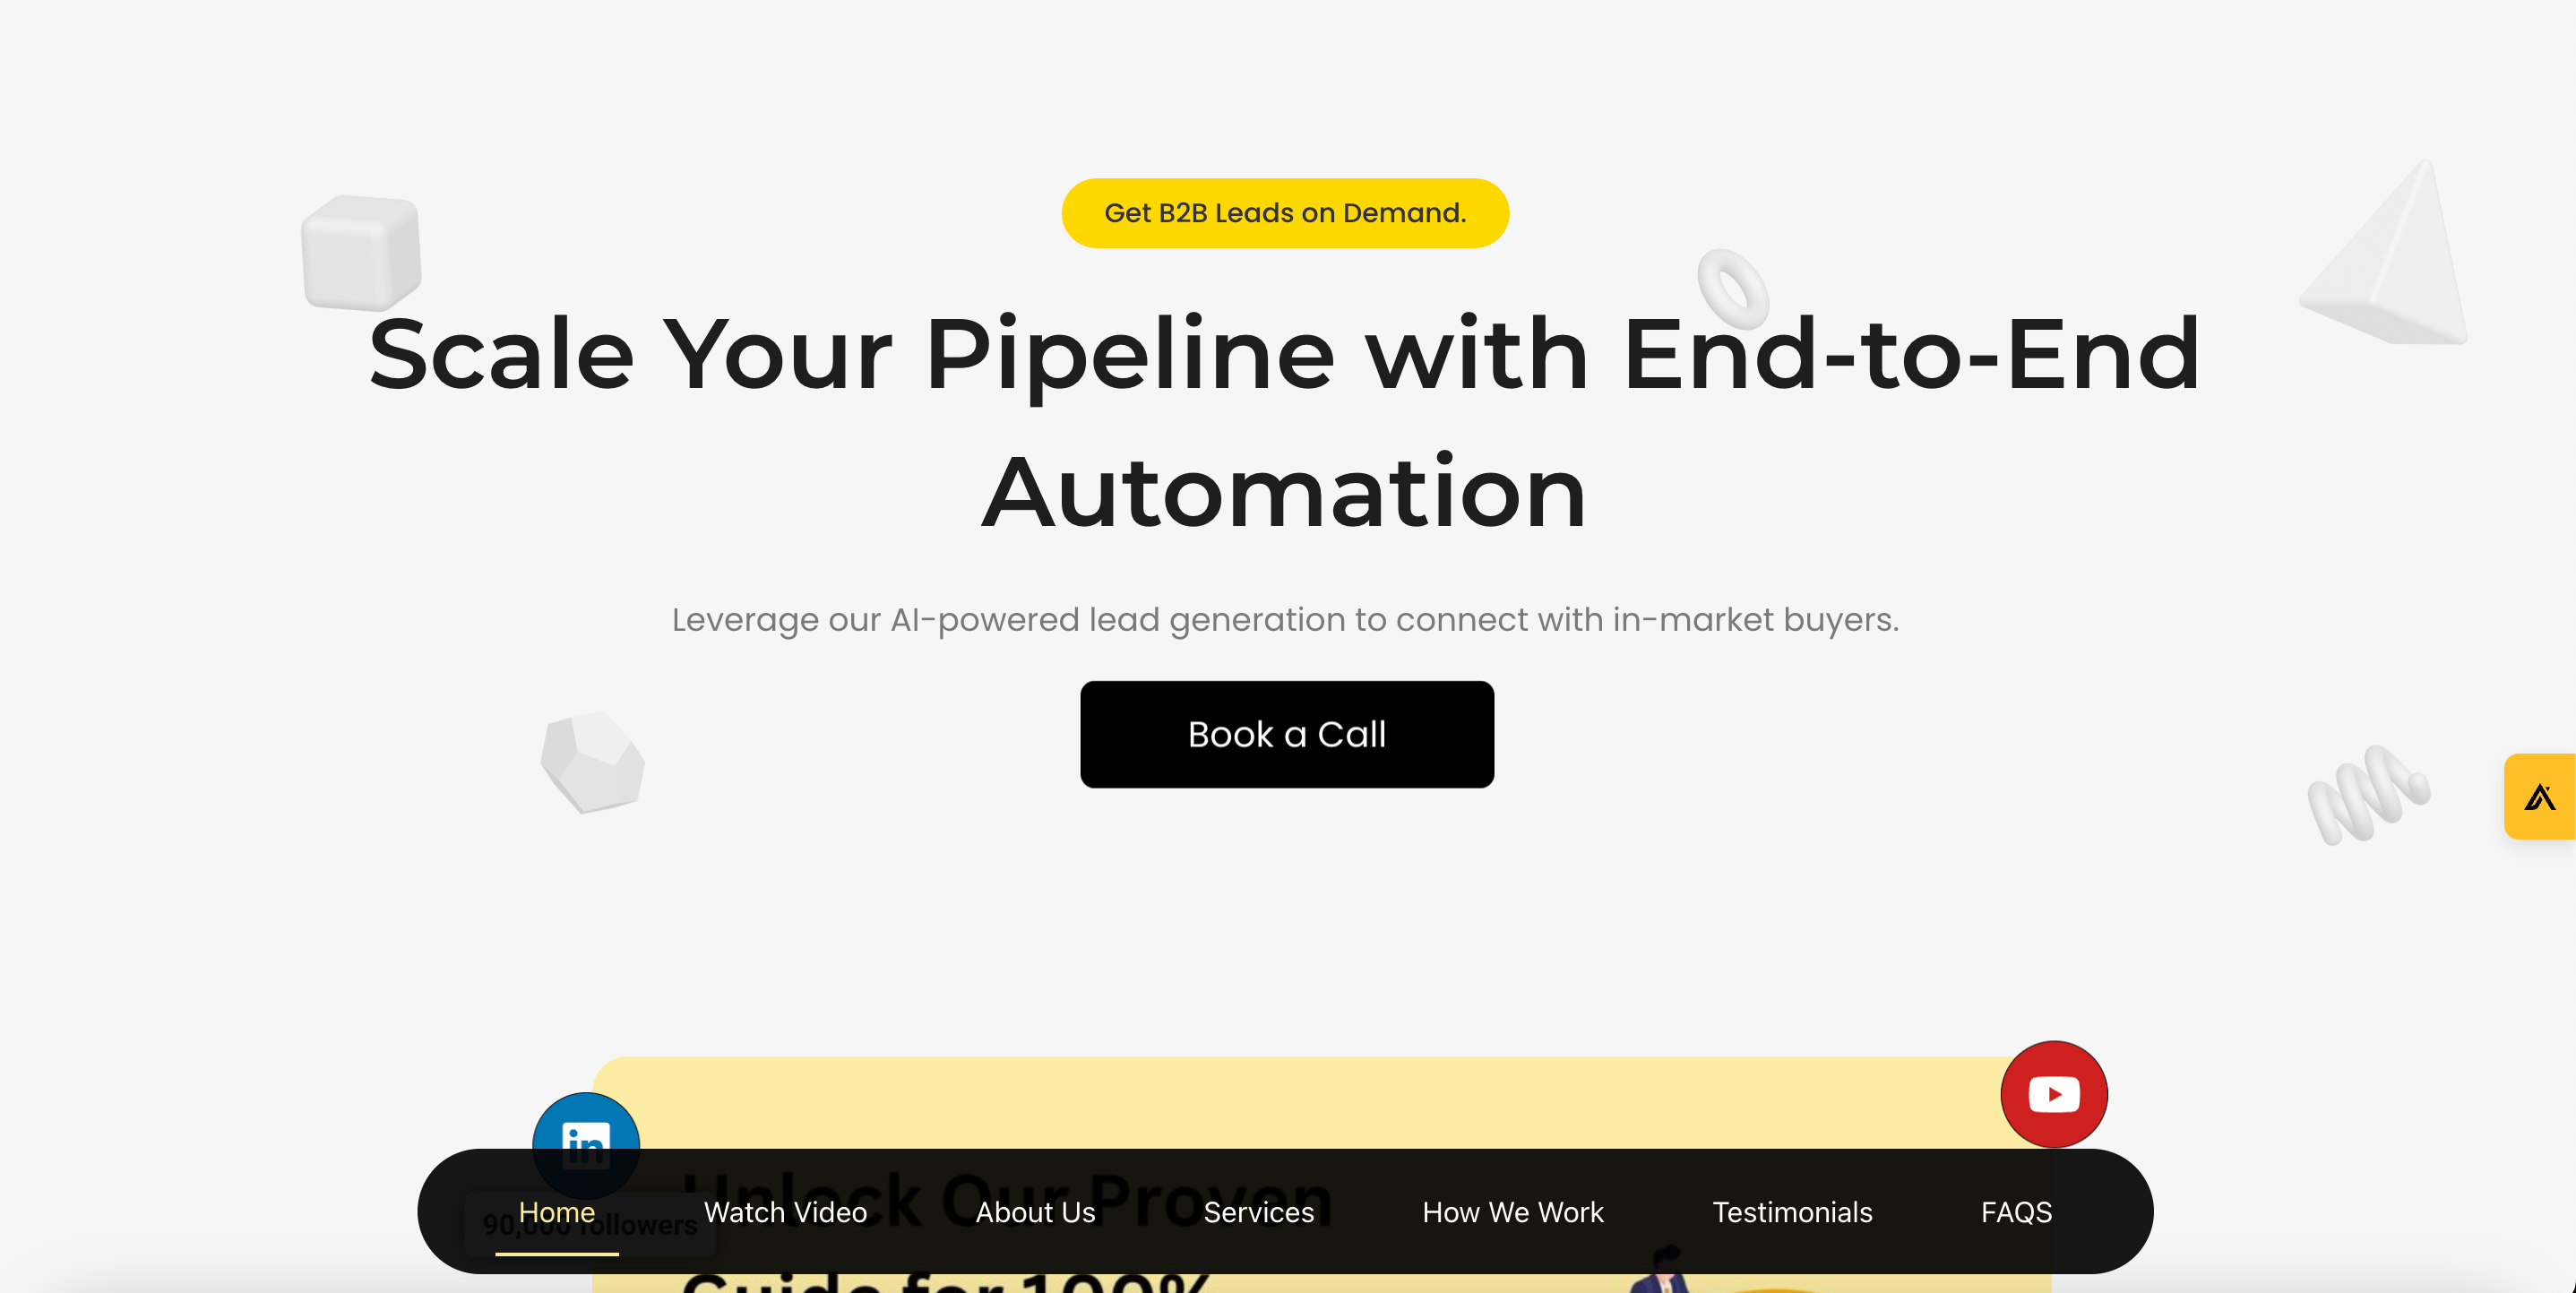 Get B2B Leads on Demand.
Scale Your Pipeline with End-to-End
Automation
Leverage our AI-powered lead generation to connect with in-market buyers.
Book a Call
in
Unlock Our Proven
90,000 followers
Home Watch Video About Us Services How We Work Testimonials FAQS
Guide for 100%